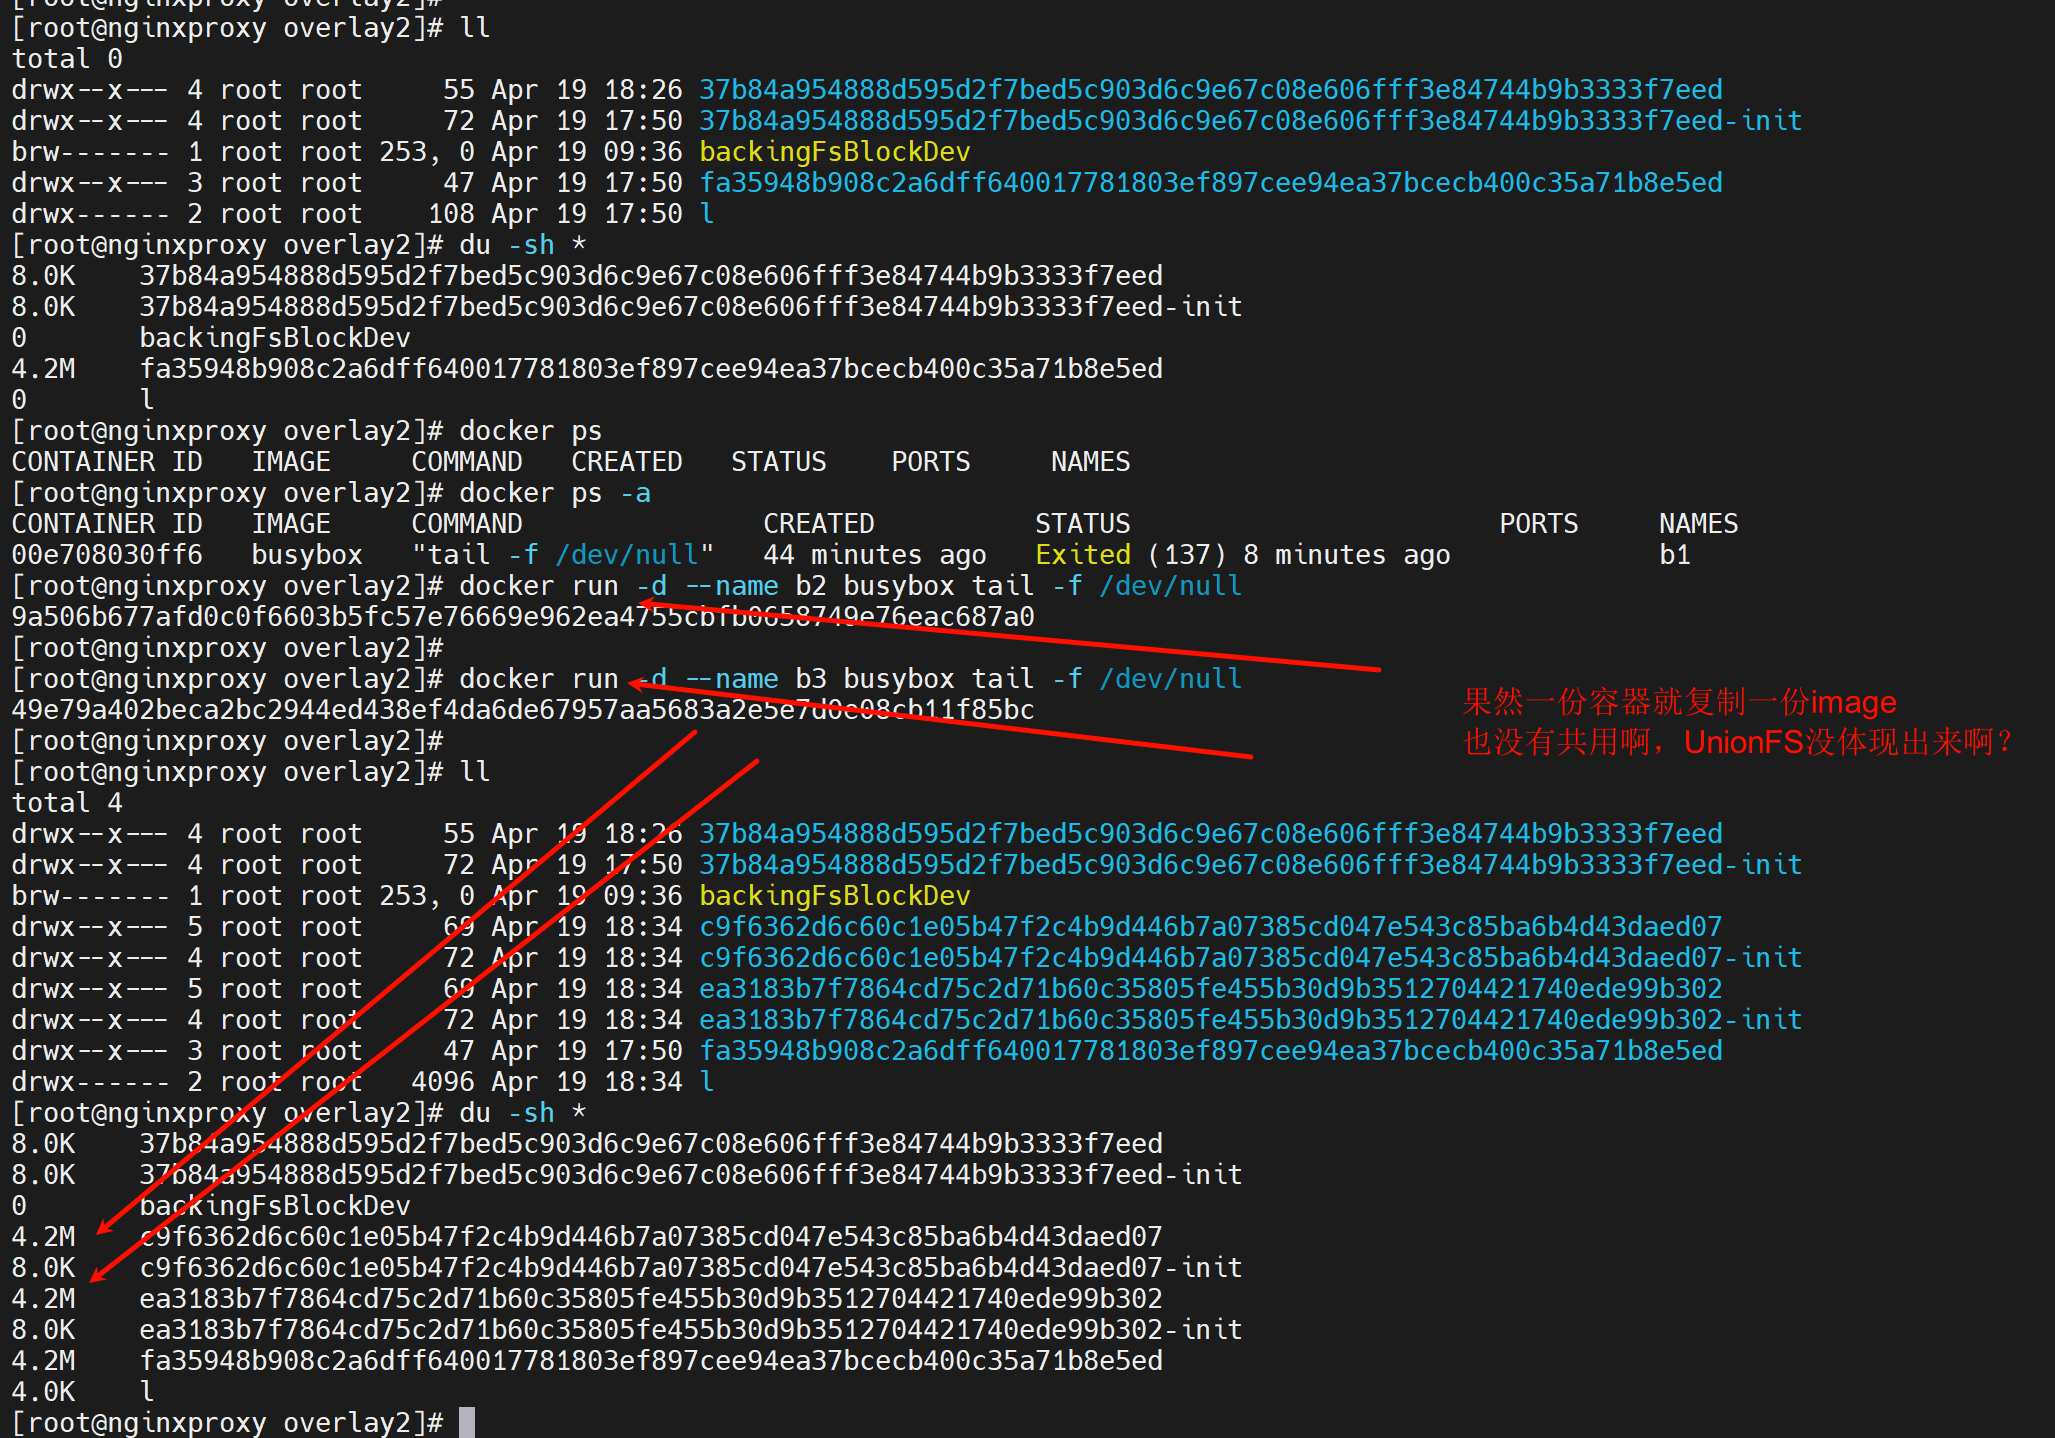 [root@nginxproxy overlay2]#
[root@nginxproxy overlay2]# ll
total 0
drwx--x--- 4 root root     55 Apr 19 18:26 37b84a954888d595d2f7bed5c903d6c9e67c08e606fff3e84744b9b3333f7eed
drwx--x--- 4 root root     72 Apr 19 17:50 37b84a954888d595d2f7bed5c903d6c9e67c08e606fff3e84744b9b3333f7eed-init
brw------- 1 root root 253, 0 Apr 19 09:36 backingFsBlockDev
drwx--x--- 3 root root     47 Apr 19 17:50 fa35948b908c2a6dff640017781803ef897cee94ea37bcecb400c35a71b8e5ed
drwx------ 2 root root    108 Apr 19 17:50 l
[root@nginxproxy overlay2]# du -sh *
8.0K    37b84a954888d595d2f7bed5c903d6c9e67c08e606fff3e84744b9b3333f7eed
8.0K    37b84a954888d595d2f7bed5c903d6c9e67c08e606fff3e84744b9b3333f7eed-init
0       backingFsBlockDev
4.2M    fa35948b908c2a6dff640017781803ef897cee94ea37bcecb400c35a71b8e5ed
0       l
[root@nginxproxy overlay2]# docker ps
CONTAINER ID   IMAGE     COMMAND   CREATED   STATUS    PORTS     NAMES
[root@nginxproxy overlay2]# docker ps -a
CONTAINER ID   IMAGE     COMMAND               CREATED          STATUS                       PORTS     NAMES
00e708030ff6   busybox   "tail -f /dev/null"   44 minutes ago   Exited (137) 8 minutes ago             b1
[root@nginxproxy overlay2]# docker run -d --name b2 busybox tail -f /dev/null
9a506b677afd0c0f6603b5fc57e76669e962ea4755cbfb0658749e76eac687a0
[root@nginxproxy overlay2]#
[root@nginxproxy overlay2]# docker run -d --name b3 busybox tail -f /dev/null
49e79a402beca2bc2944ed438ef4da6de67957aa5683a2e5e7d0e08cb11f85bc
果然一份容器就复制一份image
也没有共用啊，UnionFS没体现出来啊？
[root@nginxproxy overlay2]#
[root@nginxproxy overlay2]# ll
total 4
drwx--x--- 4 root root     55 Apr 19 18:26 37b84a954888d595d2f7bed5c903d6c9e67c08e606fff3e84744b9b3333f7eed
drwx--x--- 4 root root     72 Apr 19 17:50 37b84a954888d595d2f7bed5c903d6c9e67c08e606fff3e84744b9b3333f7eed-init
brw------- 1 root root 253, 0 Apr 19 09:36 backingFsBlockDev
drwx--x--- 5 root root     69 Apr 19 18:34 c9f6362d6c60c1e05b47f2c4b9d446b7a07385cd047e543c85ba6b4d43daed07
drwx--x--- 4 root root     72 Apr 19 18:34 c9f6362d6c60c1e05b47f2c4b9d446b7a07385cd047e543c85ba6b4d43daed07-init
drwx--x--- 5 root root     69 Apr 19 18:34 ea3183b7f7864cd75c2d71b60c35805fe455b30d9b3512704421740ede99b302
drwx--x--- 4 root root     72 Apr 19 18:34 ea3183b7f7864cd75c2d71b60c35805fe455b30d9b3512704421740ede99b302-init
drwx--x--- 3 root root     47 Apr 19 17:50 fa35948b908c2a6dff640017781803ef897cee94ea37bcecb400c35a71b8e5ed
drwx------ 2 root root   4096 Apr 19 18:34 l
[root@nginxproxy overlay2]# du -sh *
8.0K    37b84a954888d595d2f7bed5c903d6c9e67c08e606fff3e84744b9b3333f7eed
8.0K    37b84a954888d595d2f7bed5c903d6c9e67c08e606fff3e84744b9b3333f7eed-init
0       backingFsBlockDev
4.2M    c9f6362d6c60c1e05b47f2c4b9d446b7a07385cd047e543c85ba6b4d43daed07
8.0K    c9f6362d6c60c1e05b47f2c4b9d446b7a07385cd047e543c85ba6b4d43daed07-init
4.2M    ea3183b7f7864cd75c2d71b60c35805fe455b30d9b3512704421740ede99b302
8.0K    ea3183b7f7864cd75c2d71b60c35805fe455b30d9b3512704421740ede99b302-init
4.2M    fa35948b908c2a6dff640017781803ef897cee94ea37bcecb400c35a71b8e5ed
4.0K    l
[root@nginxproxy overlay2]#